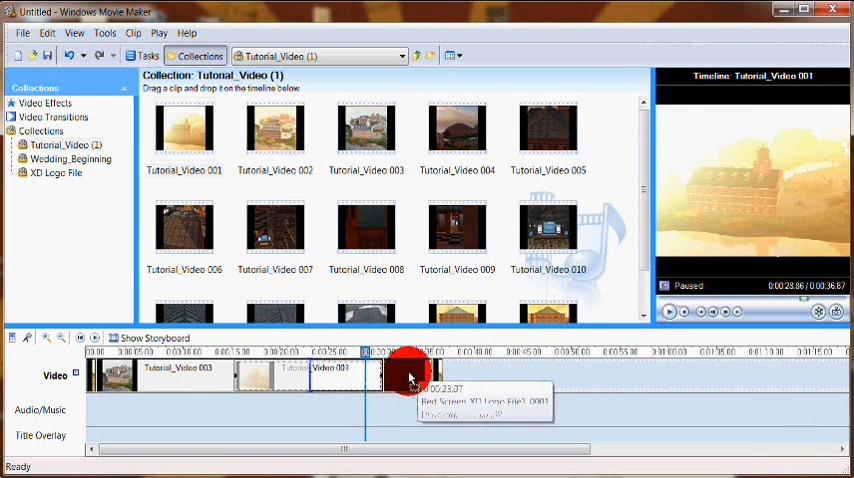 Untitled - Windows Movie Maker
File Edit View Tools Clip Play Help
Tasks Collections Tutorial_Video (1)
Collections
Video Effects
Video Transitions
Collections
Tutorial_Video (1)
Wedding_Beginning
XD Logo File
Collection: Tutorial_Video (1)
Drag a clip and drop it on the timeline below.
Tutorial_Video 001 Tutorial_Video 002 Tutorial_Video 003 Tutorial_Video 004 Tutorial_Video 005
Tutorial_Video 006 Tutorial_Video 007 Tutorial_Video 008 Tutorial_Video 009 Tutorial_Video 010
Timeline: Tutorial_Video 001
Paused 0:00:28.86 / 0:00:36.87
Show Storyboard
0:00:05.00 0:00:10.00 0:00:15.00 0:00:20.00 0:00:25.00 0:00:40.00 0:00:45.00 0:00:50.00 0:00:55.00 0:01:00.00 0:01:05.00 0:01:10.00 0:01:15.00 0:01:20.00 0:01:25.00
Video Tutorial_Video 003 Video 001
0:00:23.07
Red Screen XD Logo File1_0001
Audio/Music
Title Overlay
Ready